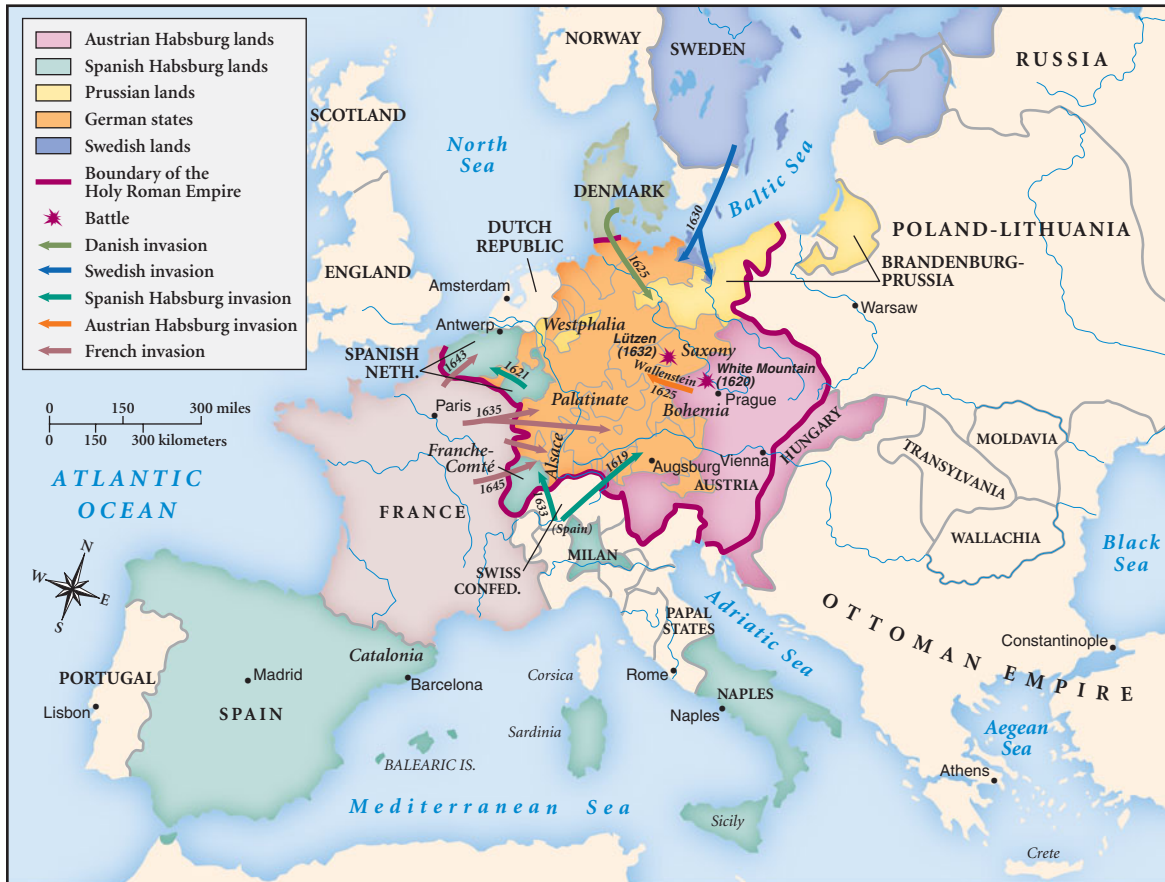 Austrian Habsburg lands
Spanish Habsburg lands
Prussian lands
German states
Swedish lands
Boundary of the
Holy Roman Empire
Battle
Danish invasion
Swedish invasion
Spanish Habsburg invasion
Austrian Habsburg invasion
French invasion
0 150 300 miles
0 150 300 kilometers
NORWAY
SWEDEN
RUSSIA
SCOTLAND
North
Sea
Baltic Sea
DENMARK
1630
1625
DUTCH
REPUBLIC
POLAND-LITHUANIA
BRANDENBURG-
PRUSSIA
ENGLAND
Amsterdam
Warsaw
Antwerp
Westphalia
Lützen
(1632)
Saxony
SPANISH
NETH.
1643
1621
Wallenstein
1625
White Mountain
(1620)
Prague
Paris
1635
Palatinate
Bohemia
HUNGARY
MOLDAVIA
Franche-
Comté
Alsace
1619
Augsburg
Vienna
TRANSYLVANIA
ATLANTIC
OCEAN
1645
AUSTRIA
FRANCE
1633
(Spain)
MILAN
WALLACHIA
Black
Sea
SWISS
CONFED.
N
W
E
S
PAPAL
STATES
Adriatic Sea
OTTOMAN EMPIRE
Constantinople
Catalonia
Corsica
Rome
PORTUGAL
Madrid
Barcelona
NAPLES
Lisbon
SPAIN
Naples
Sardinia
Aegean
Sea
BALEARIC IS.
Athens
Mediterranean Sea
Sicily
Crete